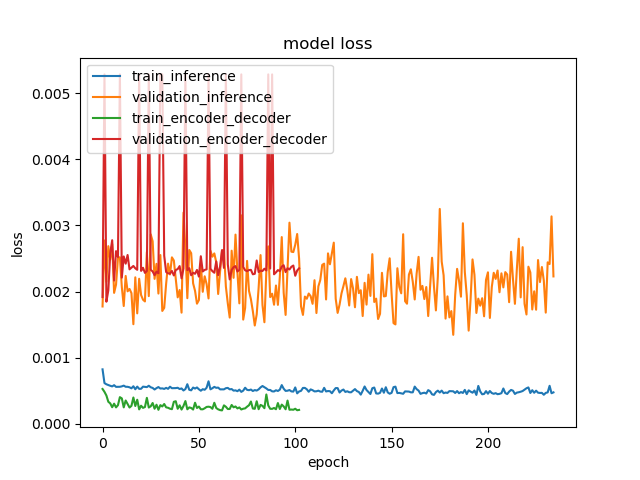 model loss
train_inference
validation_inference
train_encoder_decoder
validation_encoder_decoder
0.005
0.004
0.003
0.002
0.001
0.000
loss
0 50 100 150 200
epoch